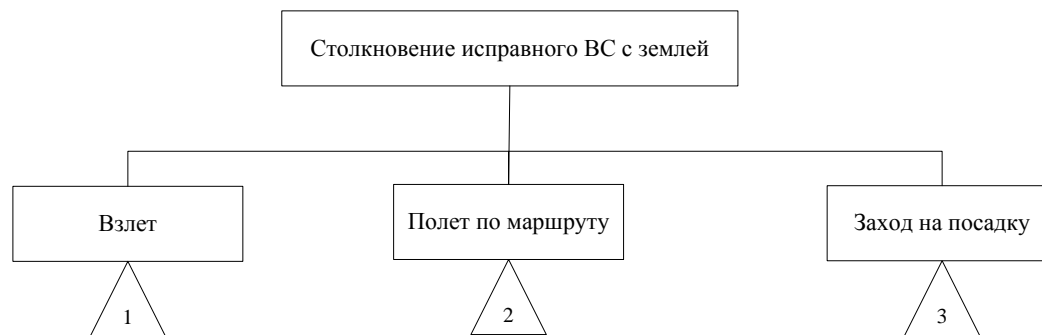 Столкновение исправного ВС с землей
Взлет
Полет по маршруту
Заход на посадку
1
2
3